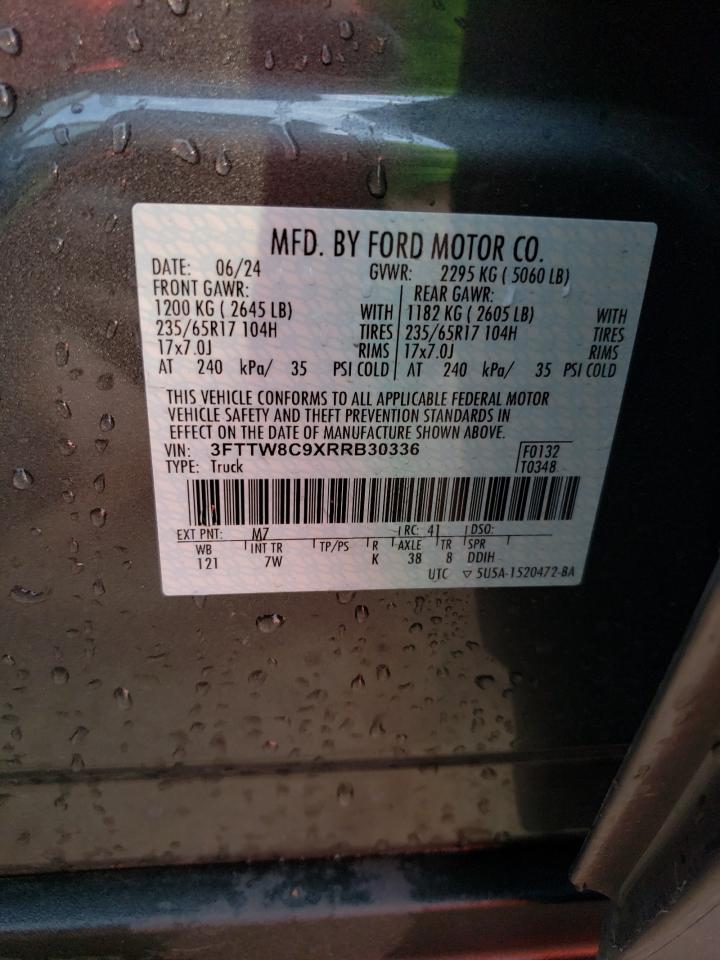 MFD. BY FORD MOTOR CO.
DATE: 06/24 GVWR: 2295 KG ( 5060 LB)
FRONT GAWR: REAR GAWR:
1200 KG ( 2645 LB) WITH 1182 KG ( 2605 LB) WITH
235/65R17 104H TIRES 235/65R17 104H TIRES
17x7.0J RIMS 17x7.0J RIMS
AT 240 kPa/ 35 PSI COLD AT 240 kPa/ 35 PSI COLD
THIS VEHICLE CONFORMS TO ALL APPLICABLE FEDERAL MOTOR
VEHICLE SAFETY AND THEFT PREVENTION STANDARDS IN
EFFECT ON THE DATE OF MANUFACTURE SHOWN ABOVE.
VIN: 3FTTW8C9XRRB30336 F0132
TYPE: Truck T0348
EXT PNT: M7 RC: 41 DSO:
WB INT TR TP/PS R AXLE TR SPR
121 7W K 38 8 DDIH
UTC ▽ 5U5A-1520472-BA